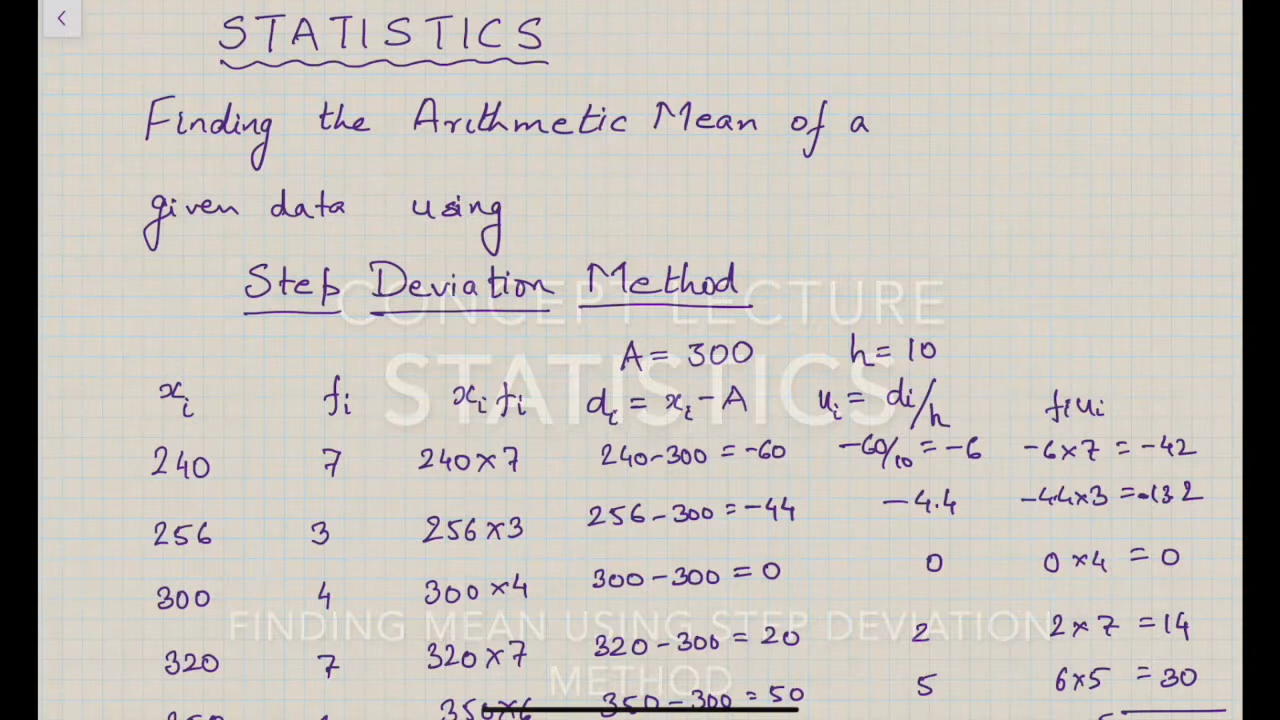 STATISTICS
Finding the Arithmetic Mean of a
given data using
Step Deviation Method
CONCEPT LECTURE
STATISTICS
A = 300 h = 10
xi fi xi fi di = xi - A ui = di/h fiui
240 7 240×7 240-300 = -60 -60/10 = -6 -6×7 = -42
256 3 256×3 256-300 = -44 -4.4 -4.4×3 = -13.2
300 4 300×4 300-300 = 0 0 0×4 = 0
FINDING MEAN USING STEP DEVIATION
METHOD
320 7 320×7 320-300 = 20 2 2×7 = 14
350×6 350-300 = 50 5 6×5 = 30